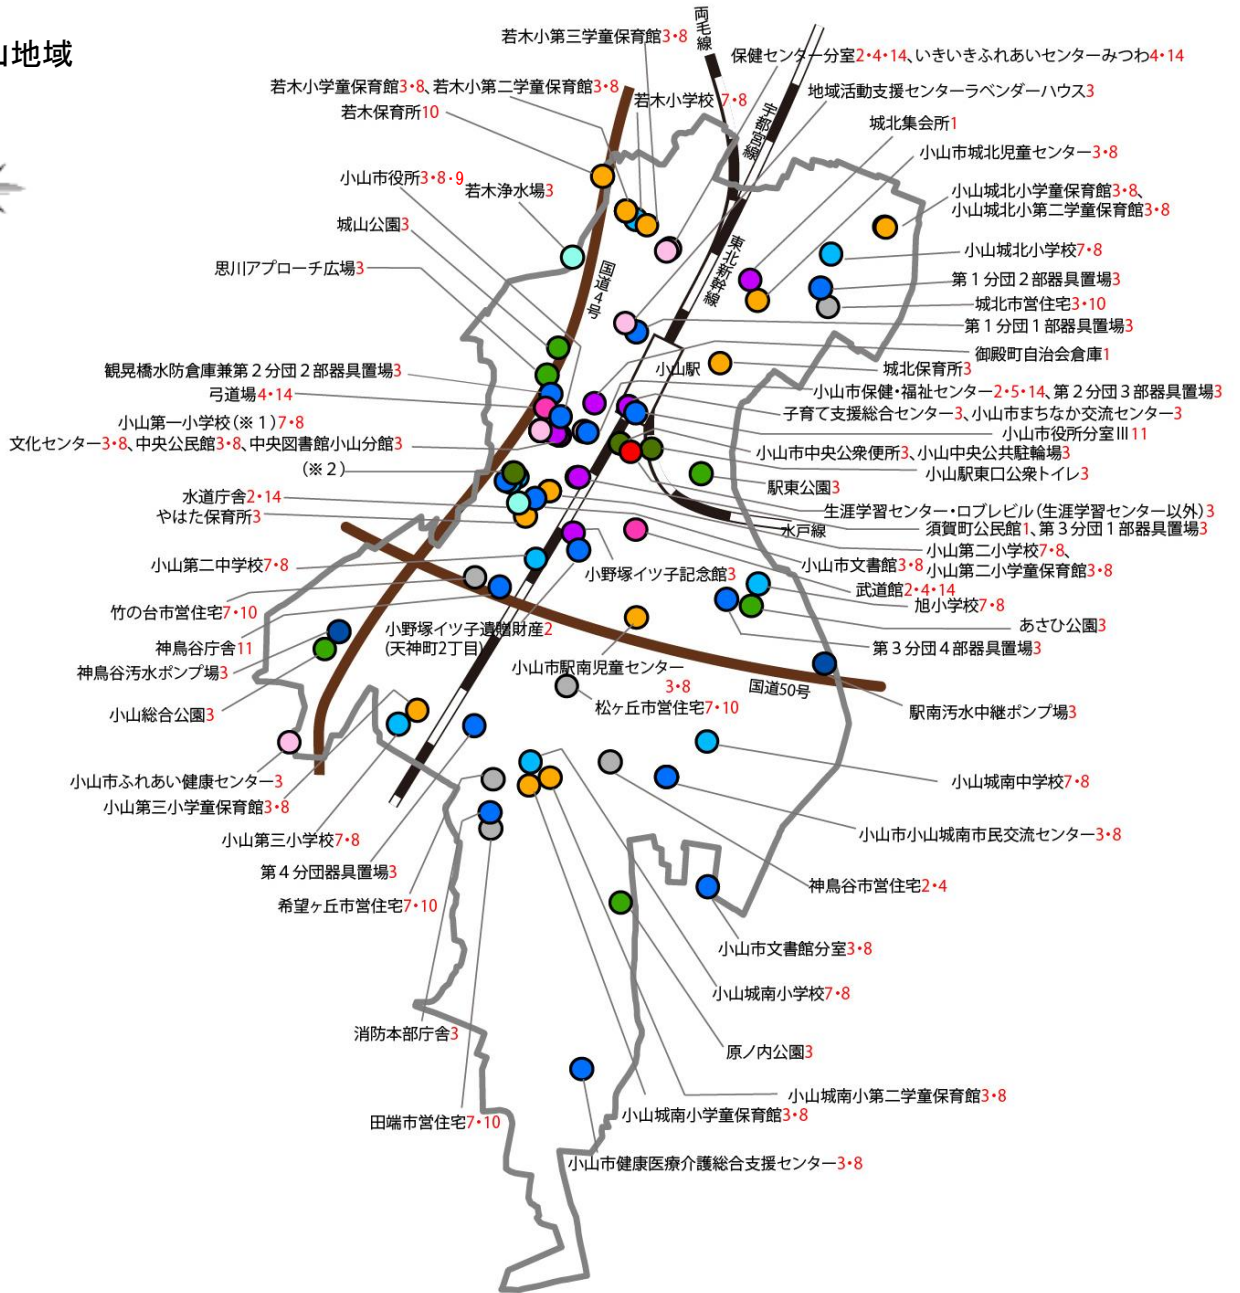 山地域
両毛線
若木小第三学童保育館3・8
保健センター分室2・4・14、いきいきふれあいセンターみつわ4・14
若木小学童保育館3・8、若木小第二学童保育館3・8
若木小学校 7・8
地域活動支援センターラベンダーハウス3
若木保育所10
宇都宮線
城北集会所1
小山市城北児童センター3・8
小山市役所3・8・9
若木浄水場3
小山城北小学童保育館3・8、
小山城北小第二学童保育館3・8
城山公園3
東北新幹線
小山城北小学校7・8
思川アプローチ広場3
国道4号
第1分団2部器具置場3
城北市営住宅3・10
第1分団1部器具置場3
御殿町自治会倉庫1
小山駅
城北保育所3
観晃橋水防倉庫兼第2分団2部器具置場3
弓道場4・14
小山市保健・福祉センター2・5・14、第2分団3部器具置場3
子育て支援総合センター3、小山市まちなか交流センター3
小山第一小学校(※1)7・8
小山市役所分室Ⅲ11
文化センター3・8、中央公民館3・8、中央図書館小山分館3
小山市中央公衆便所3、小山中央公共駐輪場3
(※2)
小山駅東口公衆トイレ3
駅東公園3
水道庁舎2・14
生涯学習センター・ロブレビル(生涯学習センター以外)3
やはた保育所3
水戸線
須賀町公民館1、第3分団1部器具置場3
小山第二小学校7・8、
小山第二小学童保育館3・8
小山第二中学校7・8
小野塚イツ子記念館3
小山市文書館3・8
武道館2・4・14
旭小学校7・8
竹の台市営住宅7・10
あさひ公園3
小野塚イツ子遺贈財産2
(天神町2丁目)
神鳥谷庁舎11
第3分団4部器具置場3
神鳥谷汚水ポンプ場3
小山市駅南児童センター
3・8
国道50号
松ヶ丘市営住宅7・10
駅南汚水中継ポンプ場3
小山総合公園3
小山市ふれあい健康センター3
小山城南中学校7・8
小山第三小学童保育館3・8
小山第三小学校7・8
小山市小山城南市民交流センター3・8
第4分団器具置場3
神鳥谷市営住宅2・4
希望ヶ丘市営住宅7・10
小山市文書館分室3・8
小山城南小学校7・8
消防本部庁舎3
原ノ内公園3
小山城南小第二学童保育館3・8
田端市営住宅7・10
小山城南小学童保育館3・8
小山市健康医療介護総合支援センター3・8